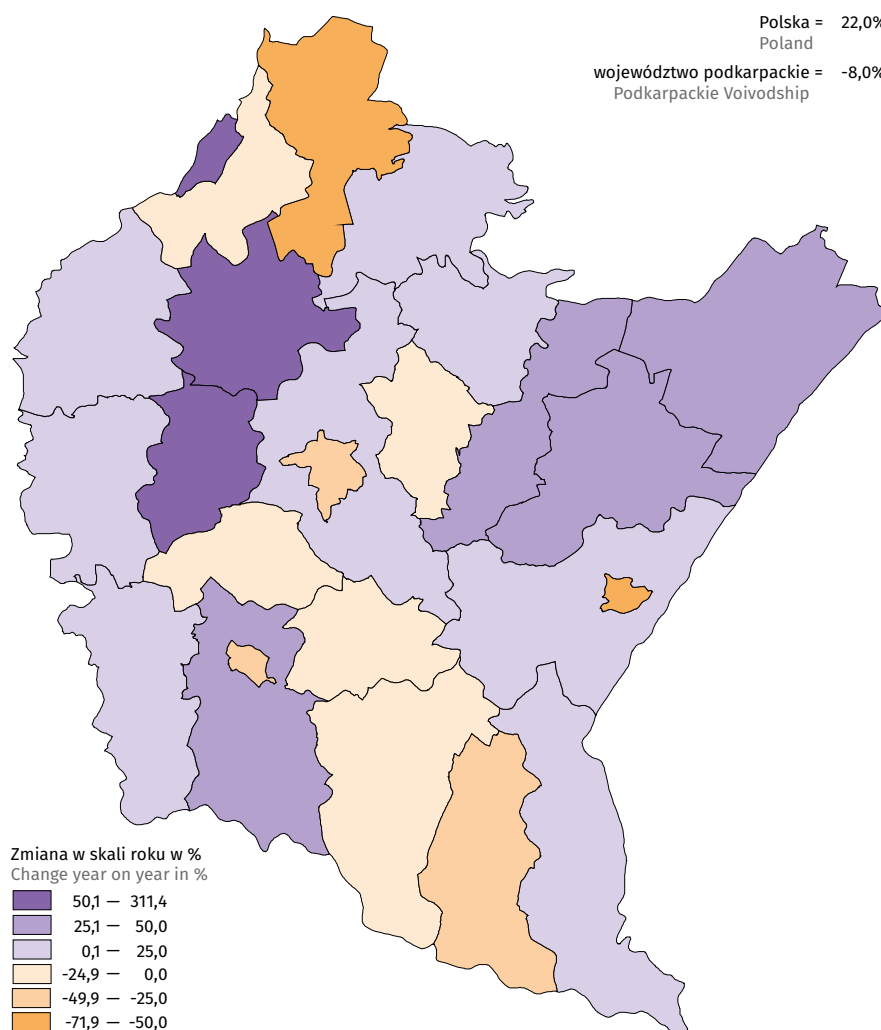 Polska = 22,0%
Poland
województwo podkarpackie = -8,0%
Podkarpackie Voivodship
Zmiana w skali roku w %
Change year on year in %
50,1 — 311,4
25,1 — 50,0
0,1 — 25,0
-24,9 — 0,0
-49,9 — -25,0
-71,9 — -50,0